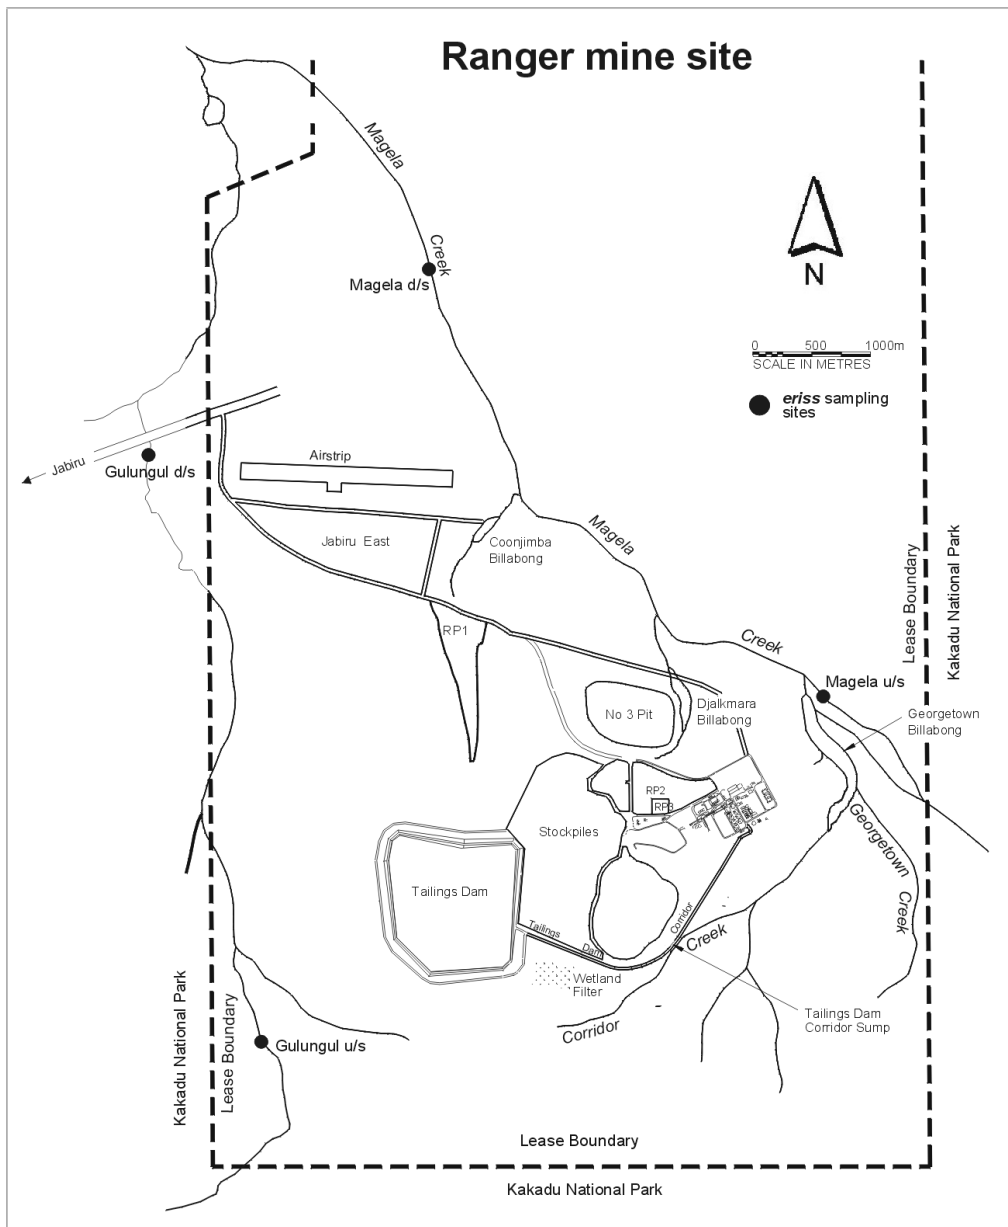 Ranger mine site
Magela
Creek
Magela d/s
N
0 500 1000m
SCALE IN METRES
eriss sampling
sites
Jabiru
Gulungul d/s
Airstrip
Jabiru East
Coonjimba
Billabong
Magela
Creek
Lease Boundary
Kakadu National Park
RP1
Magela u/s
No 3 Pit
Djalkmara
Billabong
Georgetown
Billabong
RP2
RP3
Stockpiles
Georgetown
Creek
Tailings Dam
Tailings
Dam
Corridor
Creek
Wetland
Filter
Corridor
Tailings Dam
Corridor Sump
Kakadu National Park
Lease Boundary
Gulungul u/s
Lease Boundary
Kakadu National Park